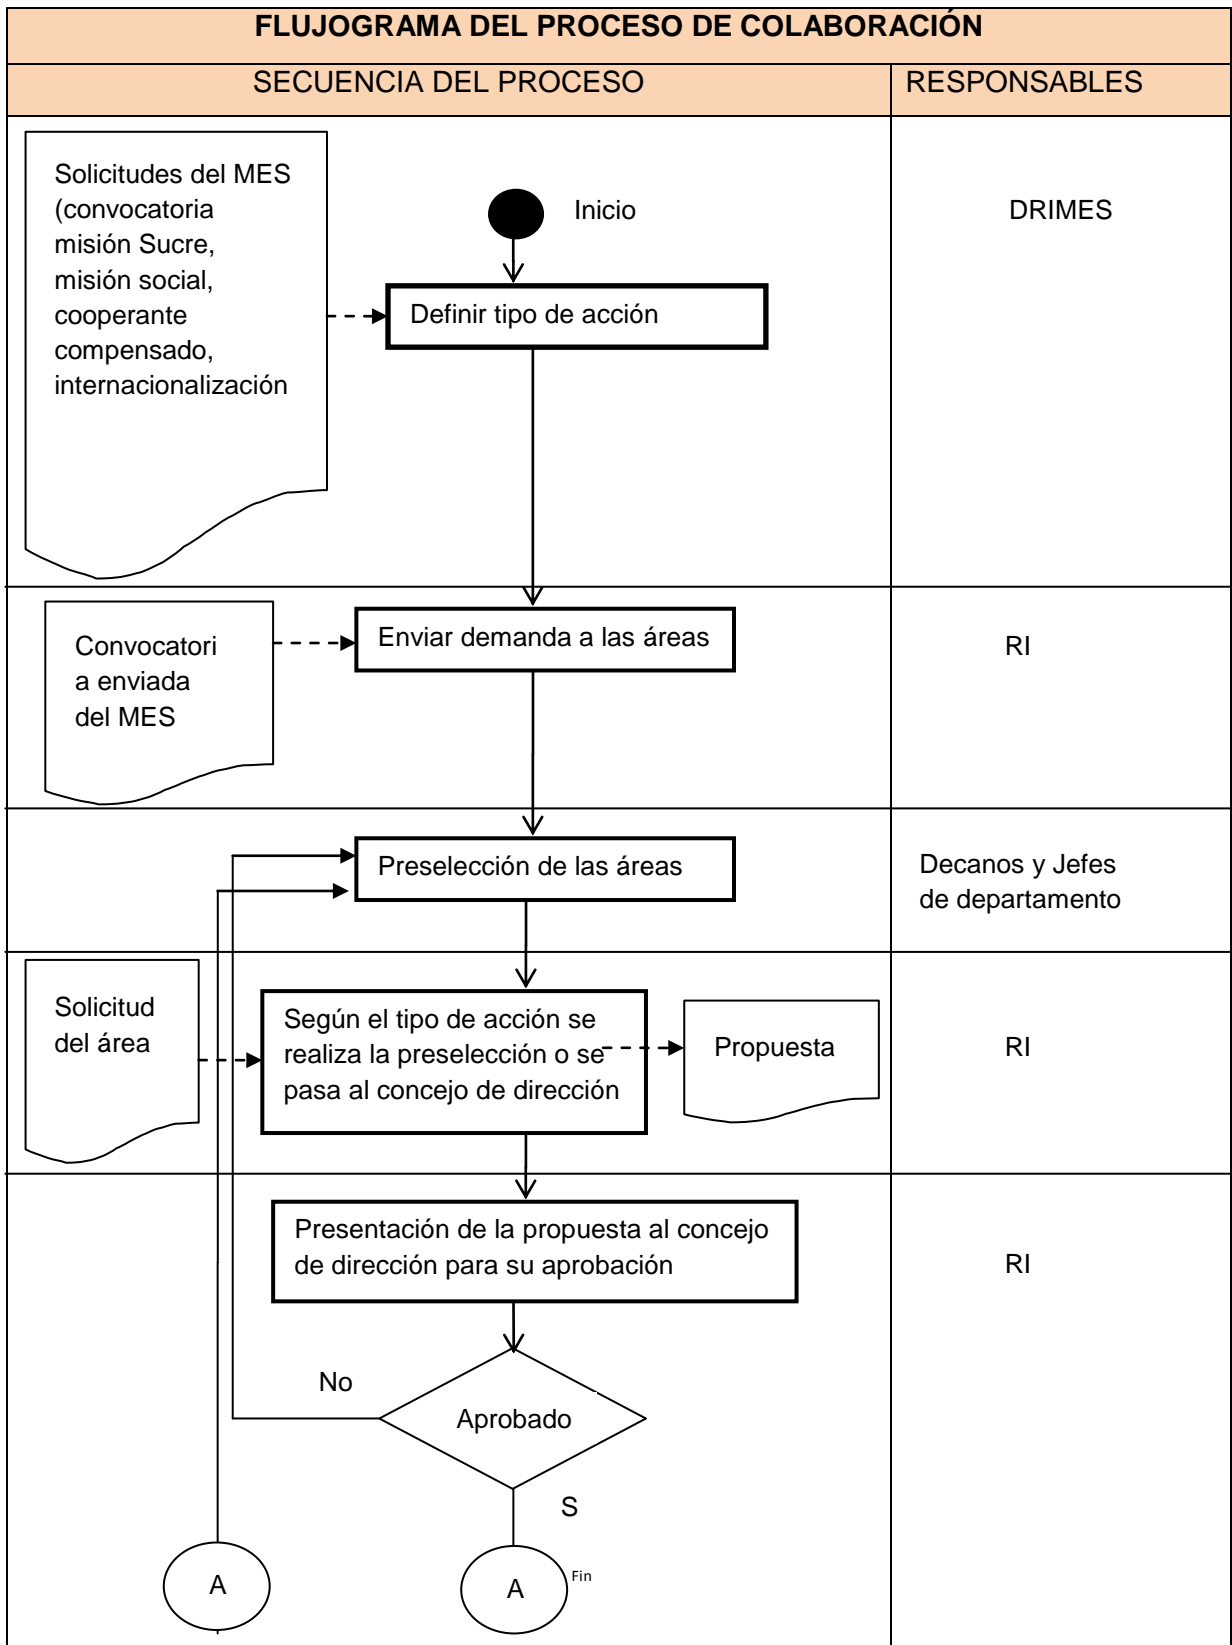 FLUJOGRAMA DEL PROCESO DE COLABORACIÓN
SECUENCIA DEL PROCESO
RESPONSABLES
Solicitudes del MES
(convocatoria
misión Sucre,
misión social,
cooperante
compensado,
internacionalización
Inicio
DRIMES
Definir tipo de acción
Convocatori
a enviada
del MES
Enviar demanda a las áreas
RI
Preselección de las áreas
Decanos y Jefes
de departamento
Solicitud
del área
Según el tipo de acción se
realiza la preselección o se
pasa al concejo de dirección
Propuesta
RI
Presentación de la propuesta al concejo
de dirección para su aprobación
RI
No
Aprobado
S
A
A
Fin